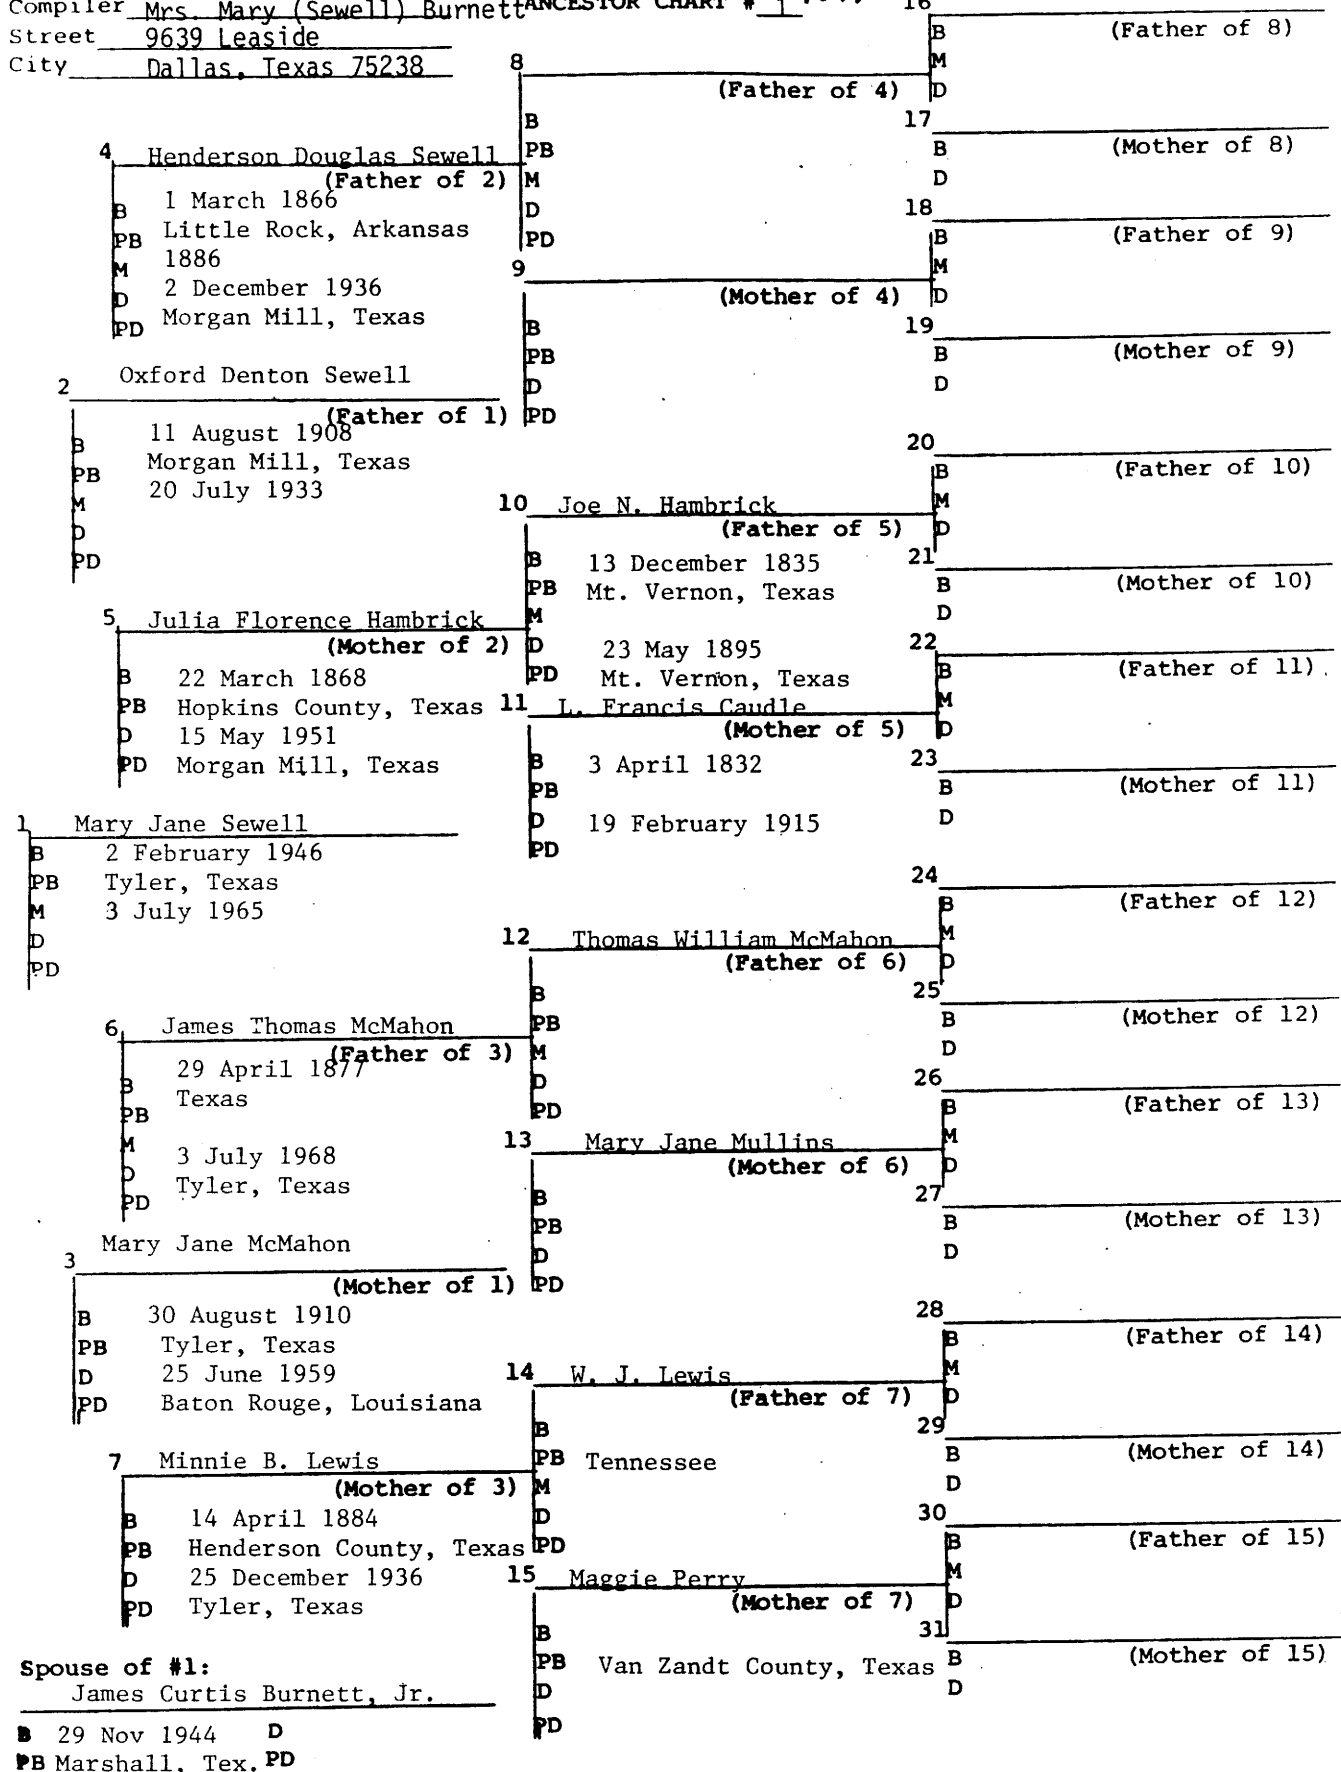 Compiler Mrs. Mary (Sewell) Burnett ANCESTOR CHART # 1
Street 9639 Leaside
City Dallas, Texas 75238
4 Henderson Douglas Sewell
(Father of 2)
B 1 March 1866
PB Little Rock, Arkansas
M 1886
D 2 December 1936
PD Morgan Mill, Texas
2 Oxford Denton Sewell
(Father of 1)
B 11 August 1908
PB Morgan Mill, Texas
M 20 July 1933
D
PD
5 Julia Florence Hambrick
(Mother of 2)
B 22 March 1868
PB Hopkins County, Texas
D 15 May 1951
PD Morgan Mill, Texas
1 Mary Jane Sewell
B 2 February 1946
PB Tyler, Texas
M 3 July 1965
D
PD
6 James Thomas McMahon
(Father of 3)
B 29 April 1877
PB Texas
M
D 3 July 1968
PD Tyler, Texas
3 Mary Jane McMahon
(Mother of 1)
B 30 August 1910
PB Tyler, Texas
D 25 June 1959
PD Baton Rouge, Louisiana
7 Minnie B. Lewis
(Mother of 3)
B 14 April 1884
PB Henderson County, Texas
D 25 December 1936
PD Tyler, Texas
Spouse of #1:
James Curtis Burnett, Jr.
B 29 Nov 1944 D
PB Marshall, Tex. PD
8
(Father of 4)
B
PB
M
D
PD
9
(Mother of 4)
B
PB
D
PD
10 Joe N. Hambrick
(Father of 5)
B 13 December 1835
PB Mt. Vernon, Texas
M
D 23 May 1895
PD Mt. Vernon, Texas
11 L. Francis Caudle
(Mother of 5)
B 3 April 1832
PB
D 19 February 1915
PD
12 Thomas William McMahon
(Father of 6)
B
PB
M
D
PD
13 Mary Jane Mullins
(Mother of 6)
B
PB
D
PD
14 W. J. Lewis
(Father of 7)
B
PB Tennessee
M
D
PD
15 Maggie Perry
(Mother of 7)
B
PB Van Zandt County, Texas
D
PD
16
B (Father of 8)
M
D
17
B (Mother of 8)
D
18
B (Father of 9)
M
D
19
B (Mother of 9)
D
20
B (Father of 10)
M
D
21
B (Mother of 10)
D
22
B (Father of 11)
M
D
23
B (Mother of 11)
D
24
B (Father of 12)
M
D
25
B (Mother of 12)
D
26
B (Father of 13)
M
D
27
B (Mother of 13)
D
28
B (Father of 14)
M
D
29
B (Mother of 14)
D
30
B (Father of 15)
M
D
31
B (Mother of 15)
D